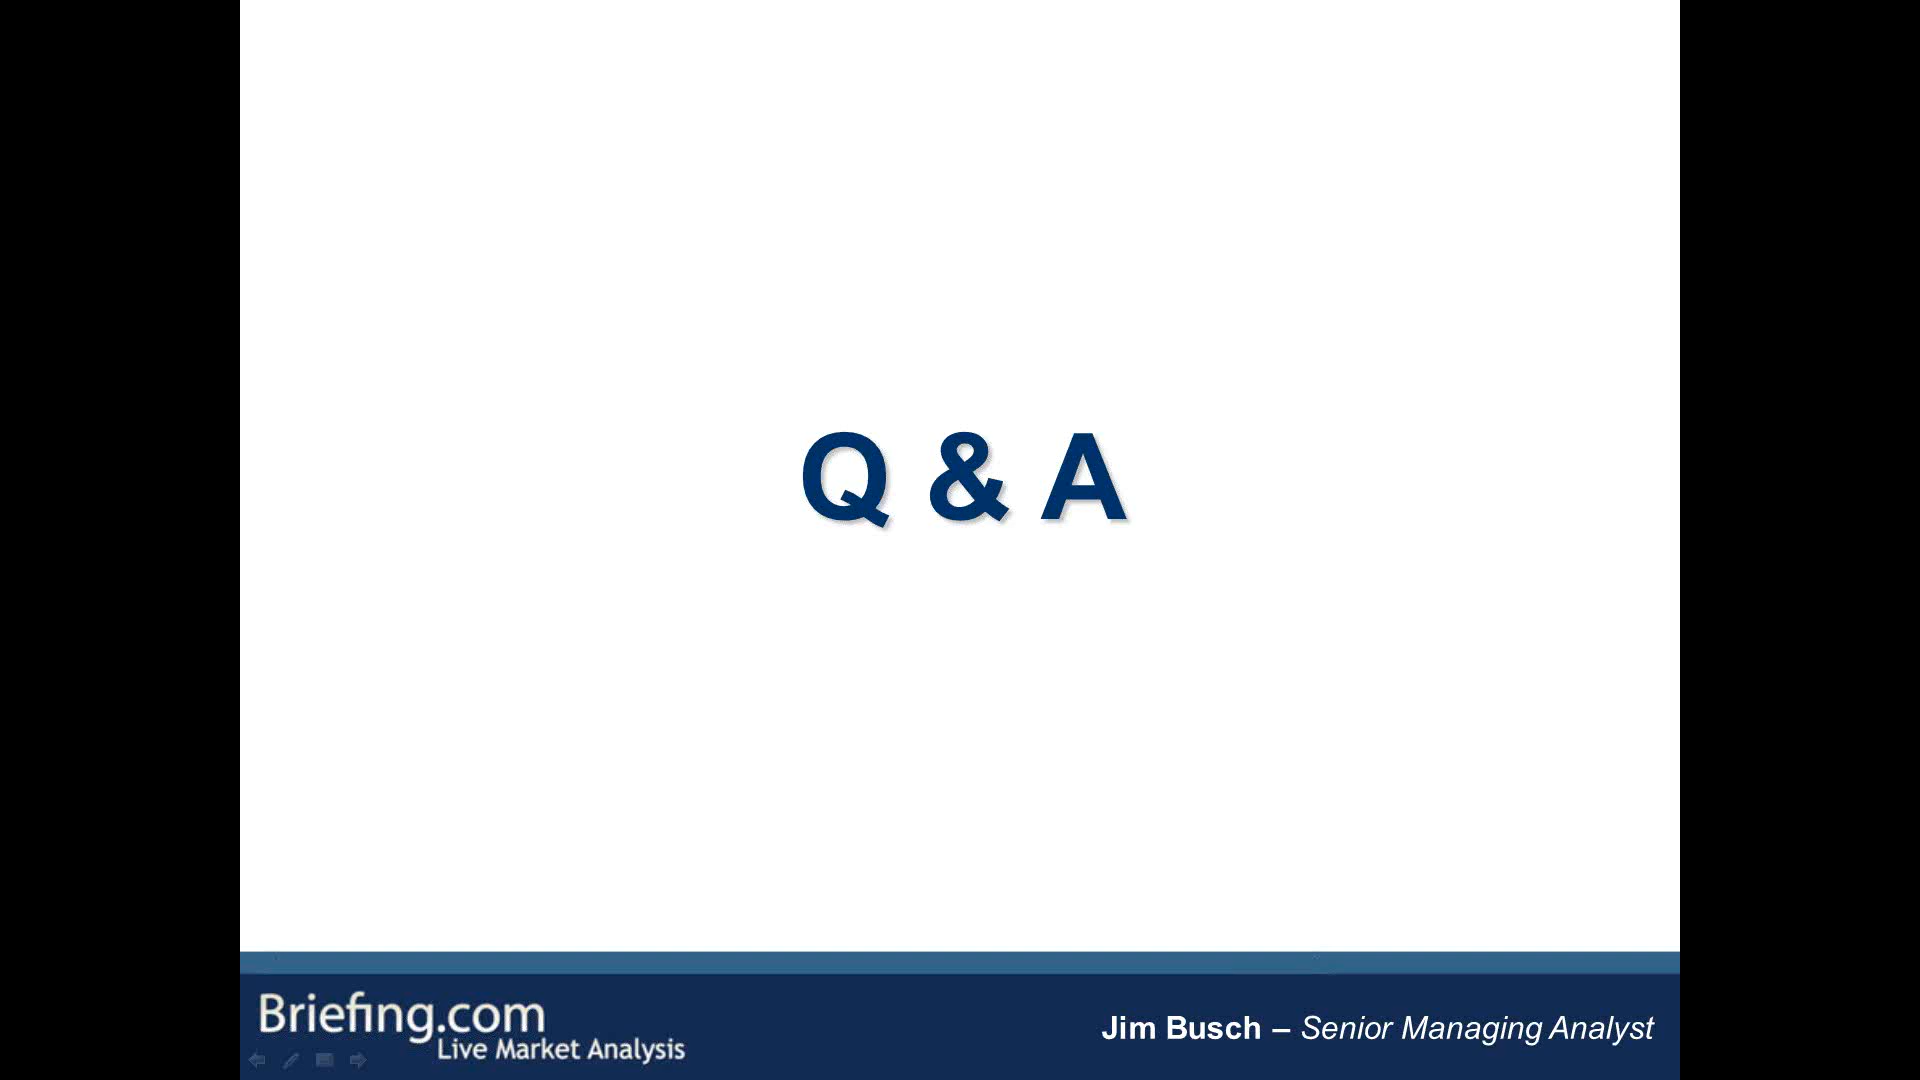 Q & A
Briefing.com
Live Market Analysis
Jim Busch – Senior Managing Analyst